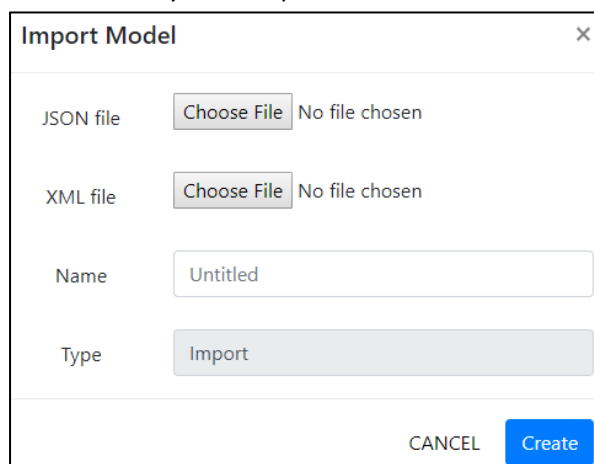 Import Model ×
JSON file Choose File No file chosen
XML file Choose File No file chosen
Name Untitled
Type Import
CANCEL Create